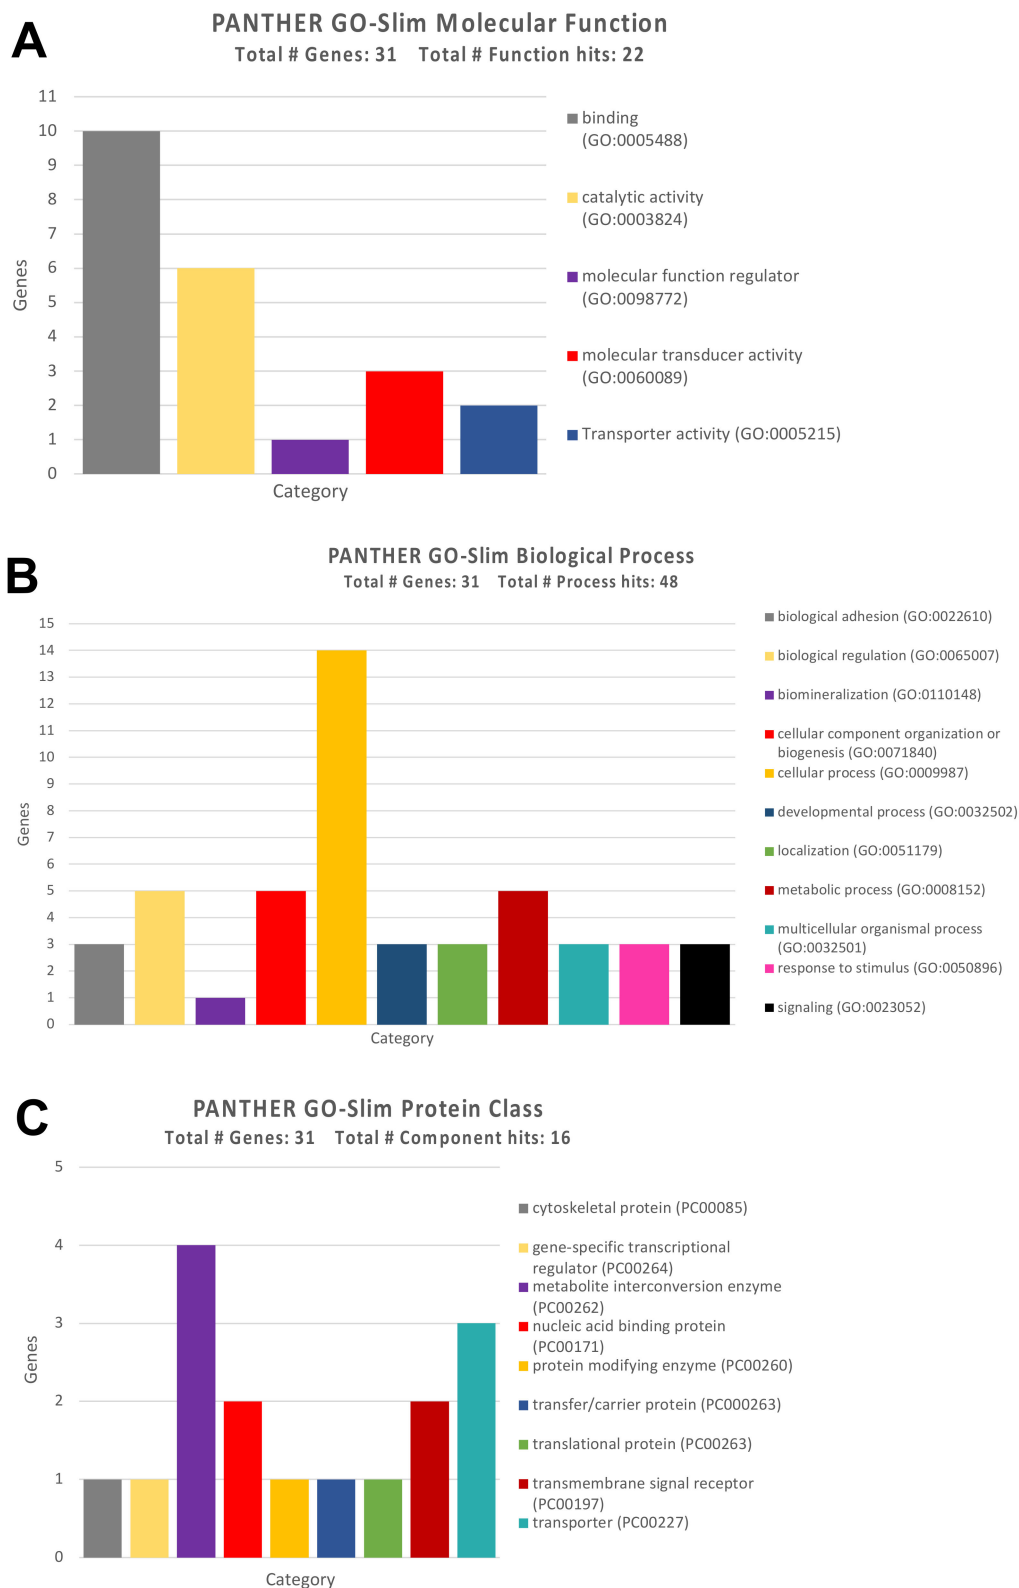 A
PANTHER GO-Slim Molecular Function
Total # Genes: 31 Total # Function hits: 22
11
10
9
8
7
6
5
4
3
2
1
0
Genes
Category
binding
(GO:0005488)
catalytic activity
(GO:0003824)
molecular function regulator
(GO:0098772)
molecular transducer activity
(GO:0060089)
Transporter activity (GO:0005215)
B
PANTHER GO-Slim Biological Process
Total # Genes: 31 Total # Process hits: 48
15
14
13
12
11
10
9
8
7
6
5
4
3
2
1
0
Genes
Category
biological adhesion (GO:0022610)
biological regulation (GO:0065007)
biomineralization (GO:0110148)
cellular component organization or
biogenesis (GO:0071840)
cellular process (GO:0009987)
developmental process (GO:0032502)
localization (GO:0051179)
metabolic process (GO:0008152)
multicellular organismal process
(GO:0032501)
response to stimulus (GO:0050896)
signaling (GO:0023052)
C
PANTHER GO-Slim Protein Class
Total # Genes: 31 Total # Component hits: 16
5
4
3
2
1
0
Genes
Category
cytoskeletal protein (PC00085)
gene-specific transcriptional
regulator (PC00264)
metabolite interconversion enzyme
(PC00262)
nucleic acid binding protein
(PC00171)
protein modifying enzyme (PC00260)
transfer/carrier protein (PC000263)
translational protein (PC00263)
transmembrane signal receptor
(PC00197)
transporter (PC00227)